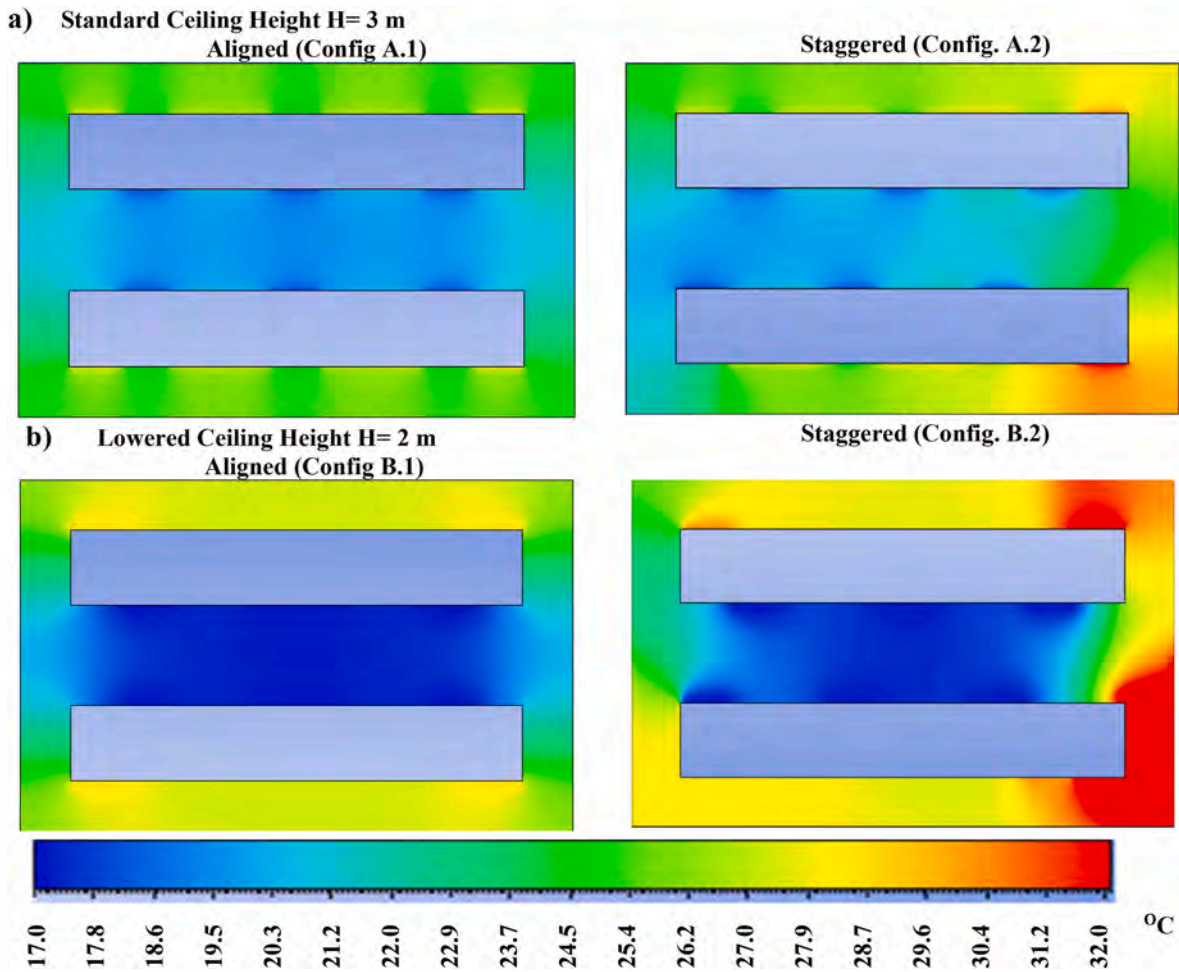 a) Standard Ceiling Height H= 3 m
Aligned (Config A.1)
Staggered (Config. A.2)
b) Lowered Ceiling Height H= 2 m
Aligned (Config B.1)
Staggered (Config. B.2)
17.0 17.8 18.6 19.5 20.3 21.2 22.0 22.9 23.7 24.5 25.4 26.2 27.0 27.9 28.7 29.6 30.4 31.2 32.0 °C